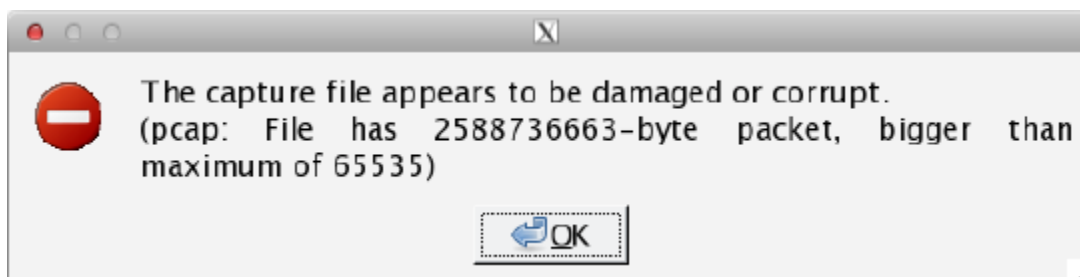 X
The capture file appears to be damaged or corrupt.
(pcap: File has 2588736663-byte packet, bigger than
maximum of 65535)
OK